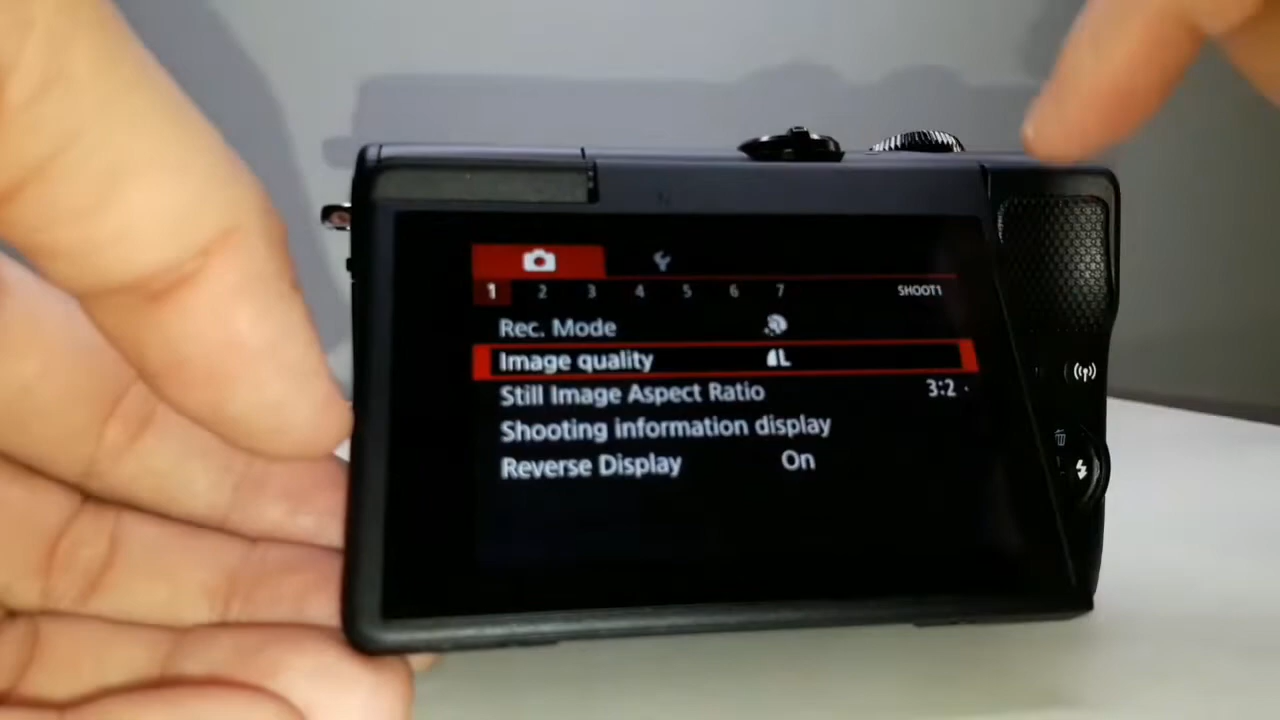 1 2 3 4 5 6 7 SHOOT1
Rec. Mode
Image quality L
Still Image Aspect Ratio 3:2
Shooting information display
Reverse Display On